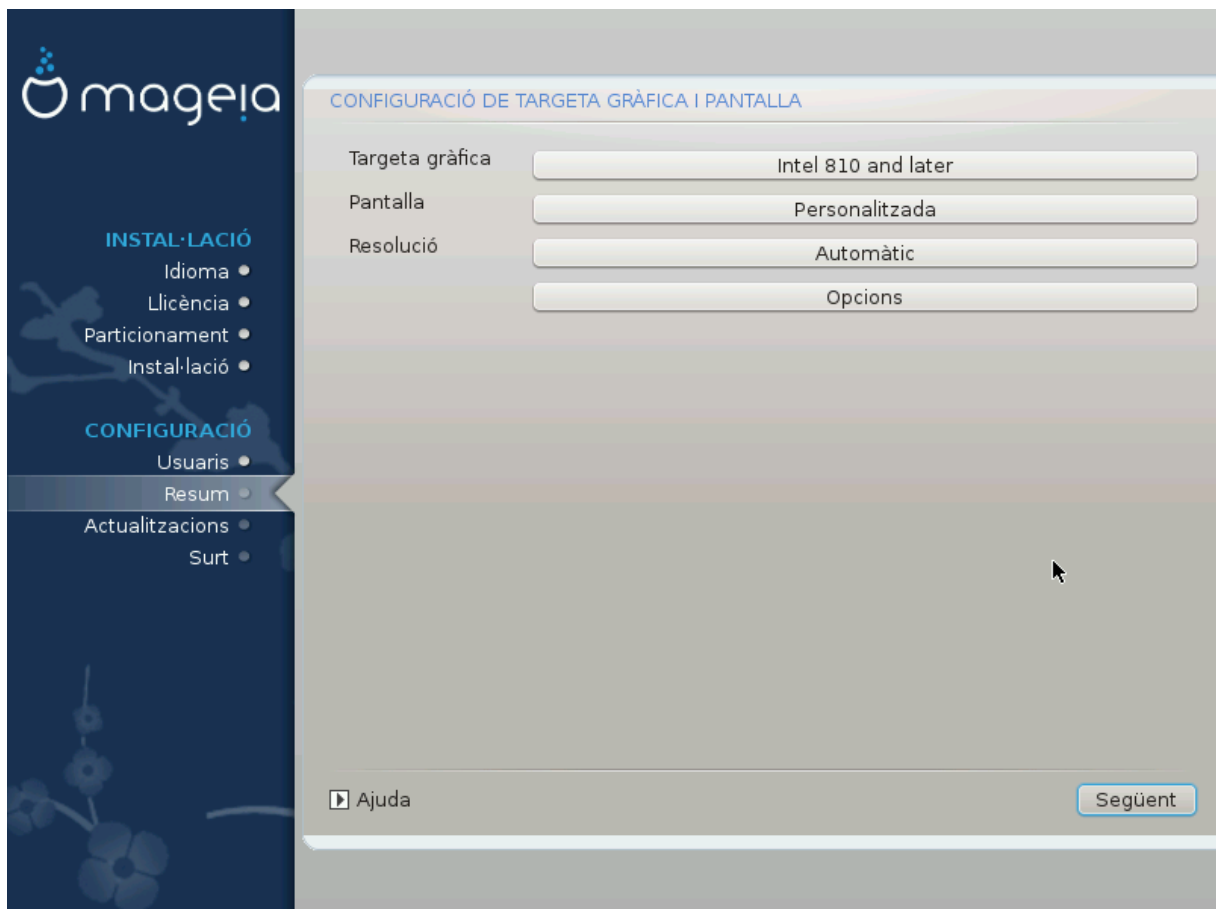 mageia
INSTAL·LACIÓ
Idioma
Llicència
Particionament
Instal·lació
CONFIGURACIÓ
Usuaris
Resum
Actualitzacions
Surt
CONFIGURACIÓ DE TARGETA GRÀFICA I PANTALLA
Targeta gràfica Intel 810 and later
Pantalla Personalitzada
Resolució Automàtic
Opcions
Ajuda Següent